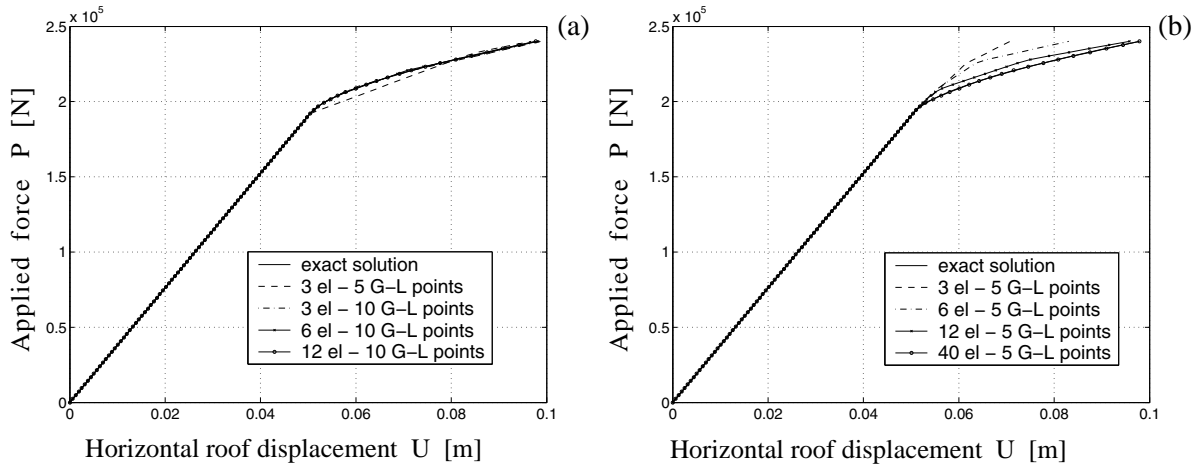 (a)
x 10⁵
2.5
2
1.5
1
0.5
0
0 0.02 0.04 0.06 0.08 0.1
Applied force P [N]
Horizontal roof displacement U [m]
exact solution
3 el − 5 G−L points
3 el − 10 G−L points
6 el − 10 G−L points
12 el − 10 G−L points
(b)
x 10⁵
2.5
2
1.5
1
0.5
0
0 0.02 0.04 0.06 0.08 0.1
Applied force P [N]
Horizontal roof displacement U [m]
exact solution
3 el − 5 G−L points
6 el − 5 G−L points
12 el − 5 G−L points
40 el − 5 G−L points